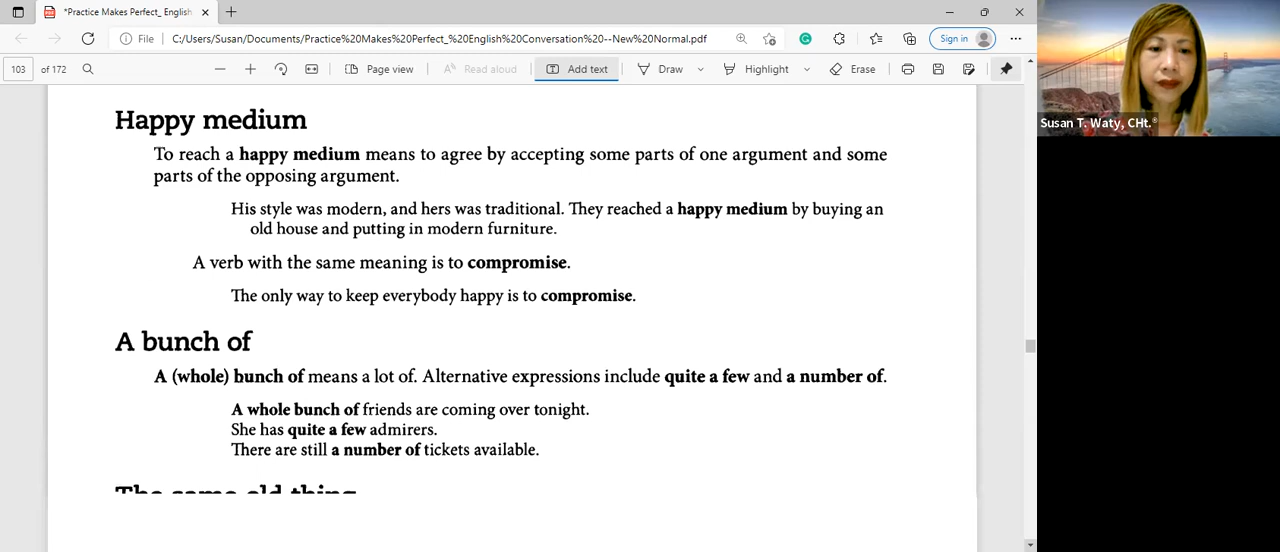 *Practice Makes Perfect_ English
File C:/Users/Susan/Documents/Practice%20Makes%20Perfect_%20English%20Conversation%20--New%20Normal.pdf Sign in
103 of 172 Page view Read aloud Add text Draw Highlight Erase
Susan T. Waty, CHt.®
Happy medium
To reach a happy medium means to agree by accepting some parts of one argument and some
parts of the opposing argument.
His style was modern, and hers was traditional. They reached a happy medium by buying an
old house and putting in modern furniture.
A verb with the same meaning is to compromise.
The only way to keep everybody happy is to compromise.
A bunch of
A (whole) bunch of means a lot of. Alternative expressions include quite a few and a number of.
A whole bunch of friends are coming over tonight.
She has quite a few admirers.
There are still a number of tickets available.
The same old thing